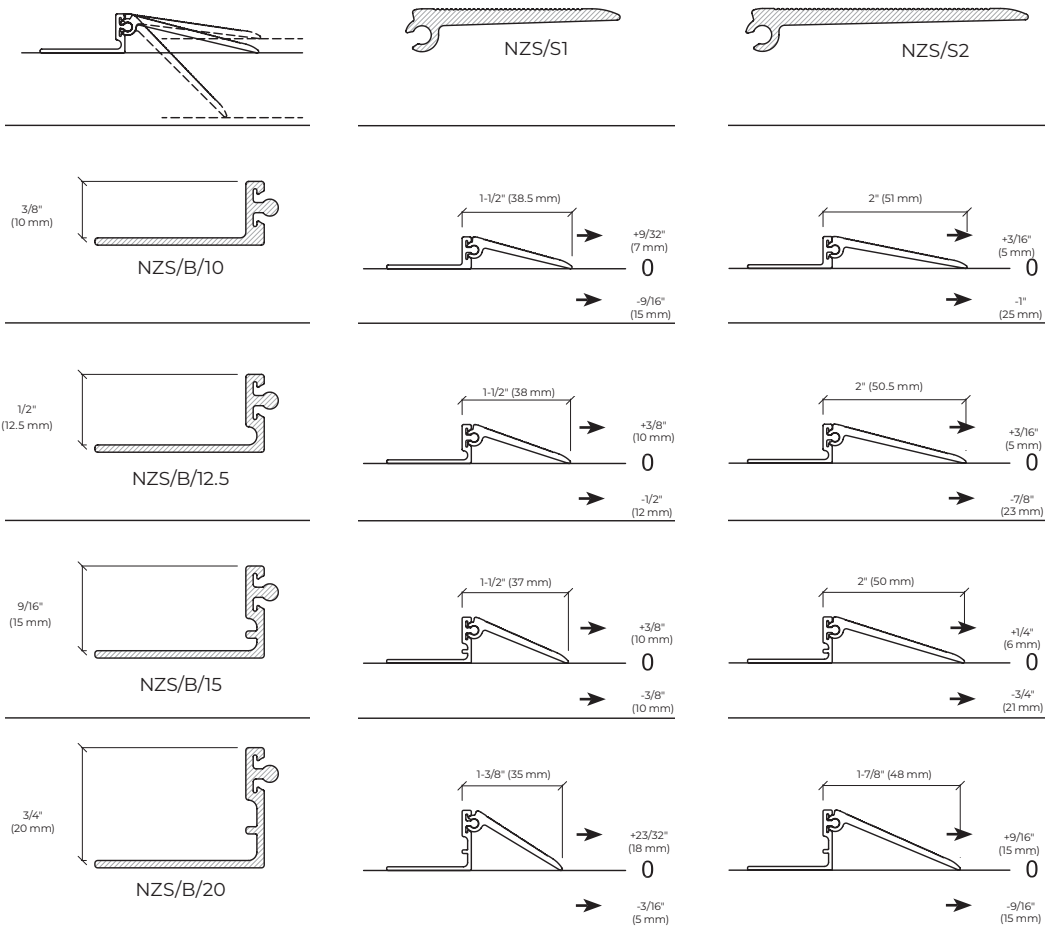 NZS/S1
NZS/S2
3/8"
(10 mm)
NZS/B/10
1-1/2" (38.5 mm)
+9/32"
(7 mm)
0
-9/16"
(15 mm)
2" (51 mm)
+3/16"
(5 mm)
0
-1"
(25 mm)
1/2"
(12.5 mm)
NZS/B/12.5
1-1/2" (38 mm)
+3/8"
(10 mm)
0
-1/2"
(12 mm)
2" (50.5 mm)
+3/16"
(5 mm)
0
-7/8"
(23 mm)
9/16"
(15 mm)
NZS/B/15
1-1/2" (37 mm)
+3/8"
(10 mm)
0
-3/8"
(10 mm)
2" (50 mm)
+1/4"
(6 mm)
0
-3/4"
(21 mm)
3/4"
(20 mm)
NZS/B/20
1-3/8" (35 mm)
+23/32"
(18 mm)
0
-3/16"
(5 mm)
1-7/8" (48 mm)
+9/16"
(15 mm)
0
-9/16"
(15 mm)